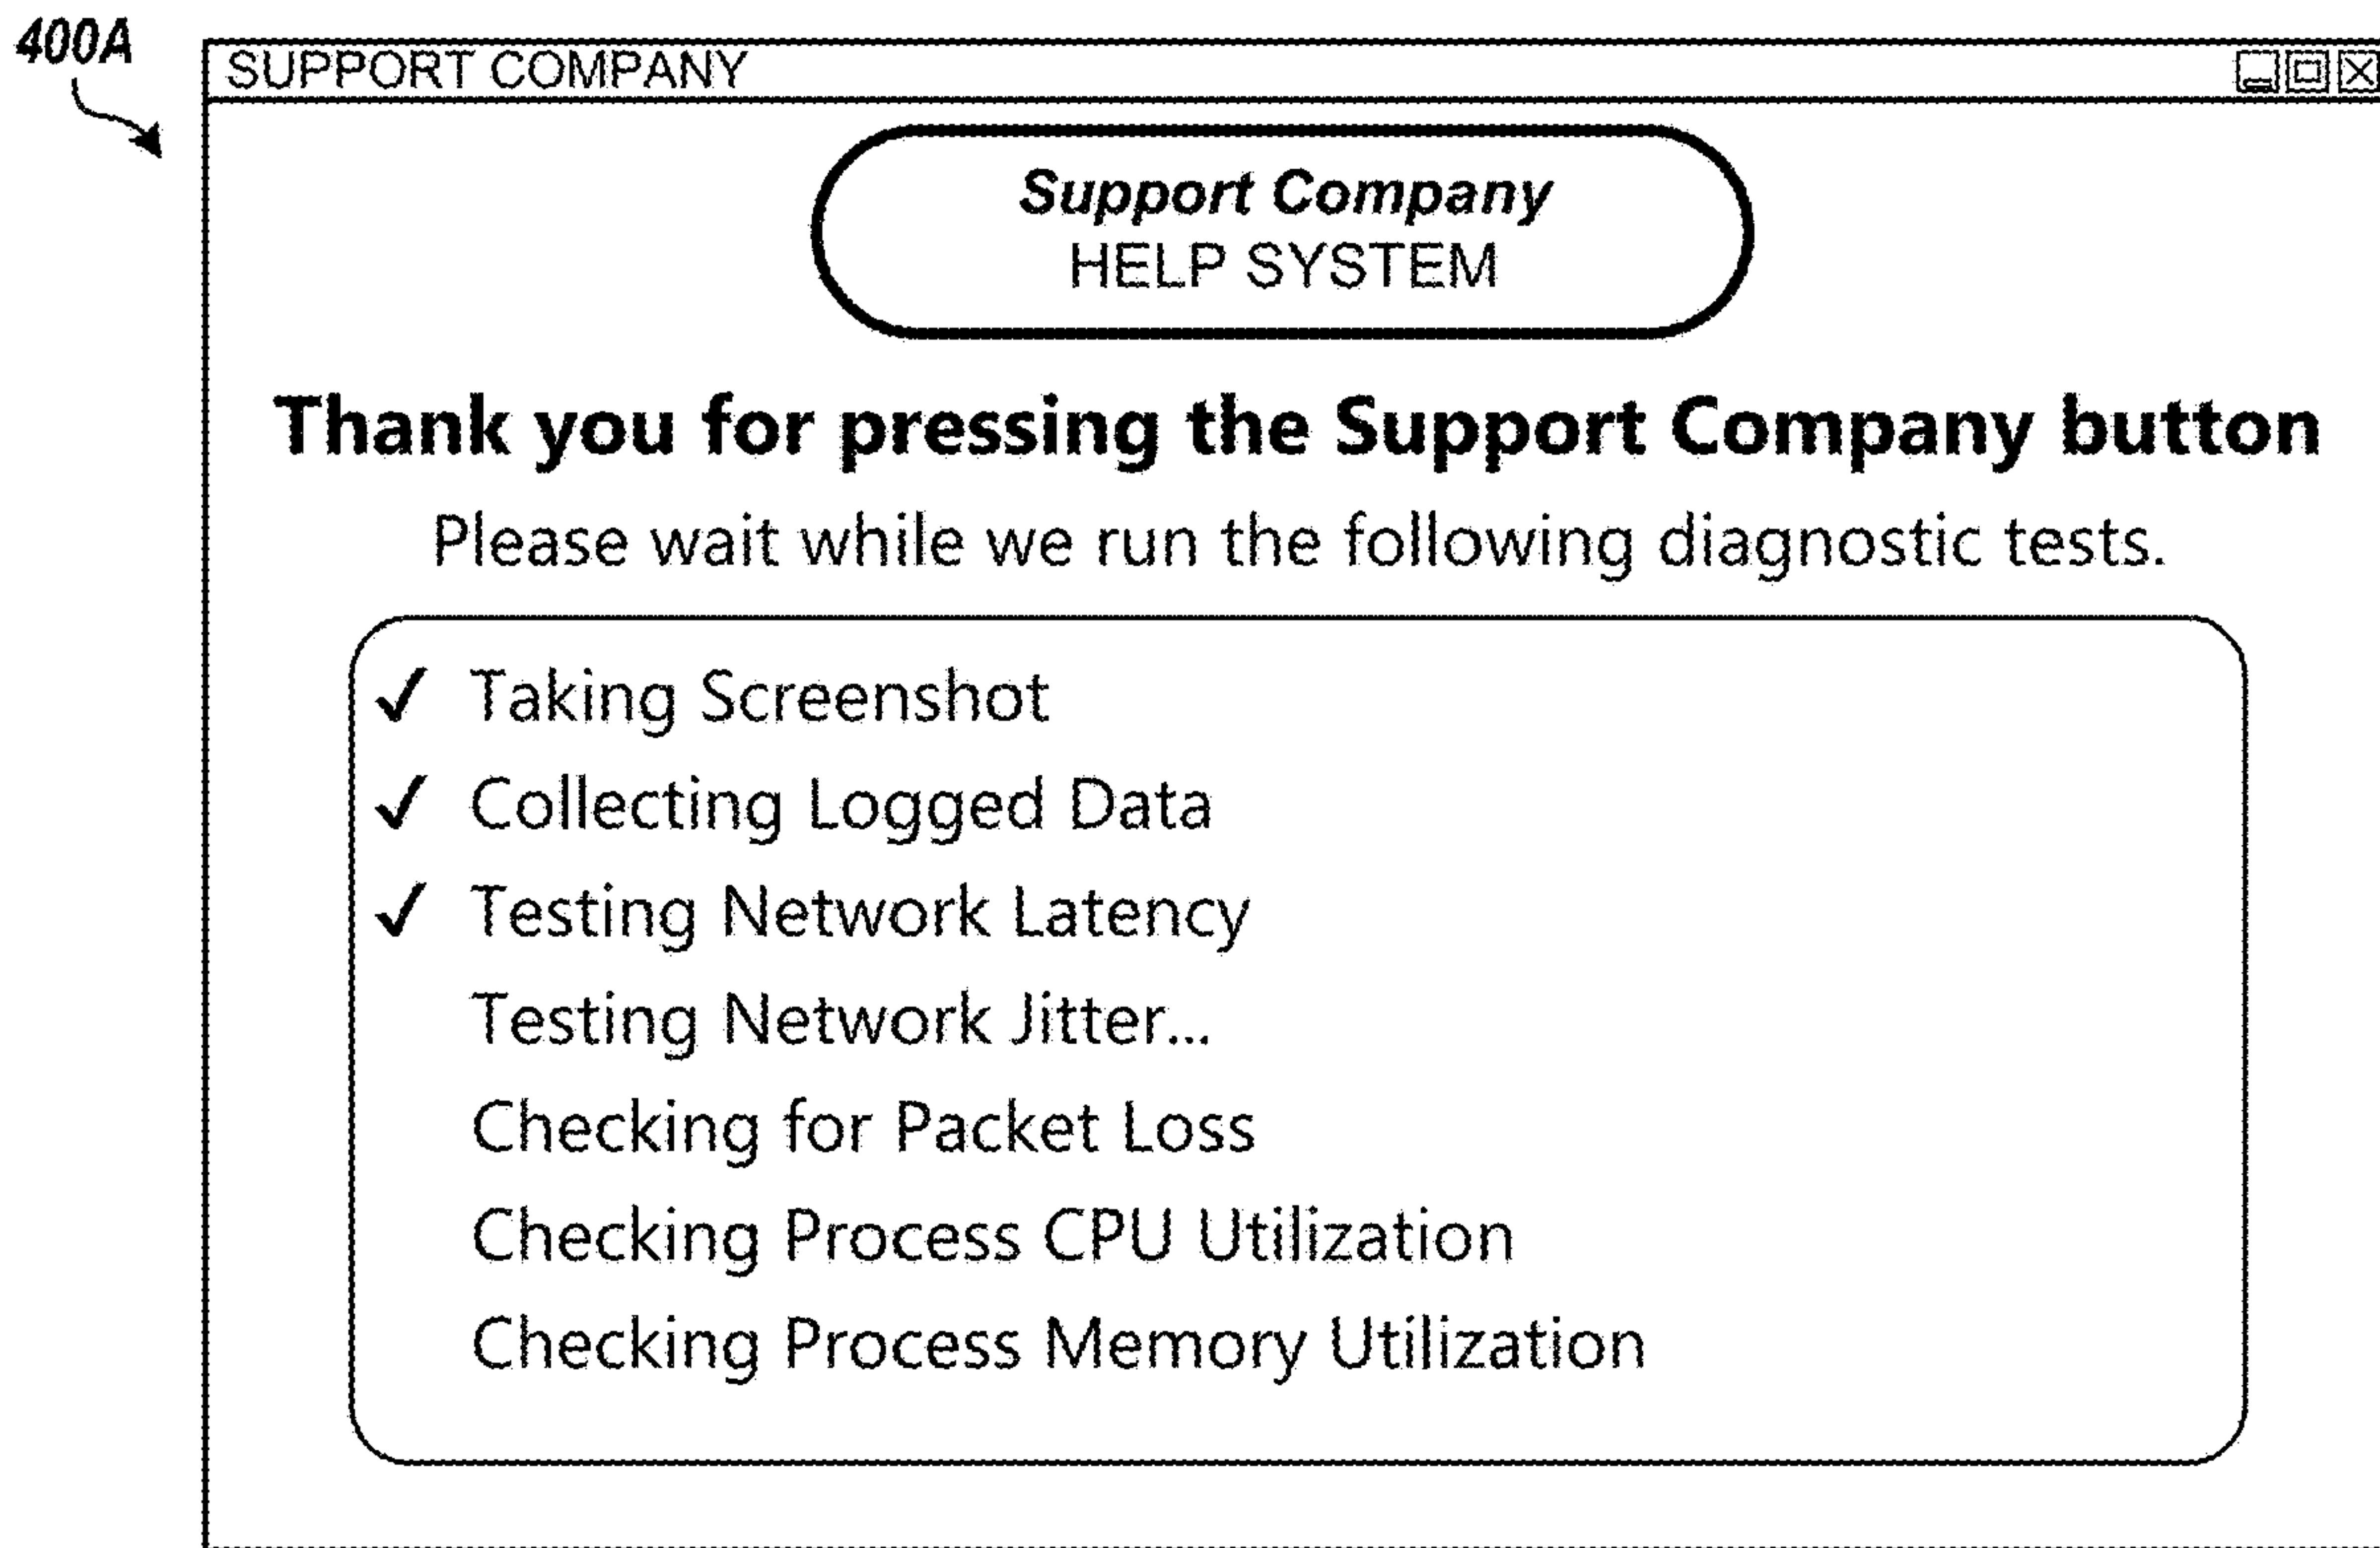 400A
SUPPORT COMPANY
Support Company
HELP SYSTEM
Thank you for pressing the Support Company button
Please wait while we run the following diagnostic tests.
✓ Taking Screenshot
✓ Collecting Logged Data
✓ Testing Network Latency
Testing Network Jitter...
Checking for Packet Loss
Checking Process CPU Utilization
Checking Process Memory Utilization